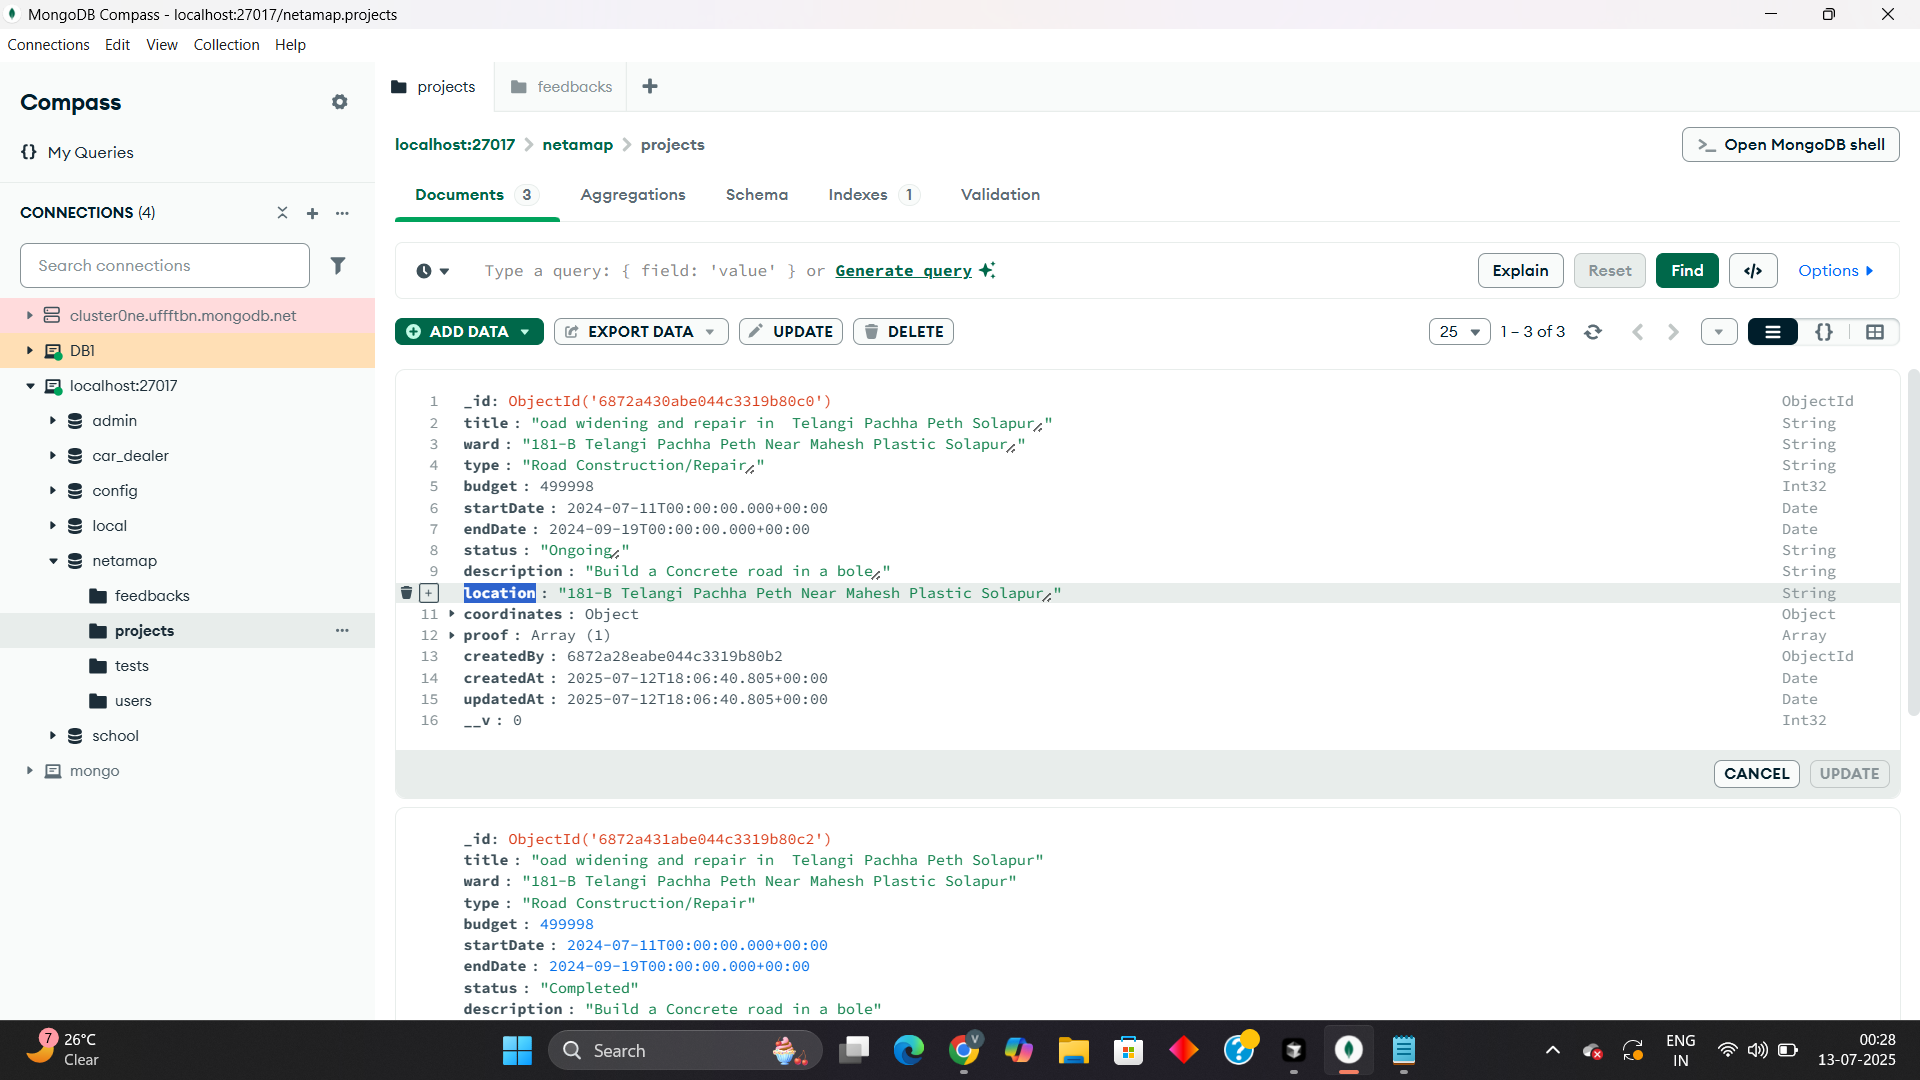 MongoDB Compass - localhost:27017/netamap.projects
Connections Edit View Collection Help
Compass
{} My Queries
CONNECTIONS (4)
Search connections
cluster0ne.uffftbn.mongodb.net
DB1
localhost:27017
admin
car_dealer
config
local
netamap
feedbacks
projects
tests
users
school
mongo
projects feedbacks
localhost:27017 > netamap > projects
>_ Open MongoDB shell
Documents 3 Aggregations Schema Indexes 1 Validation
Type a query: { field: 'value' } or Generate query
Explain Reset Find </> Options
ADD DATA EXPORT DATA UPDATE DELETE
25 1 – 3 of 3 {}
1 _id: ObjectId('6872a430abe044c3319b80c0') ObjectId
2 title : "oad widening and repair in  Telangi Pachha Peth Solapur" String
3 ward : "181-B Telangi Pachha Peth Near Mahesh Plastic Solapur" String
4 type : "Road Construction/Repair" String
5 budget : 499998 Int32
6 startDate : 2024-07-11T00:00:00.000+00:00 Date
7 endDate : 2024-09-19T00:00:00.000+00:00 Date
8 status : "Ongoing" String
9 description : "Build a Concrete road in a bole" String
location : "181-B Telangi Pachha Peth Near Mahesh Plastic Solapur" String
11 coordinates : Object Object
12 proof : Array (1) Array
13 createdBy : 6872a28eabe044c3319b80b2 ObjectId
14 createdAt : 2025-07-12T18:06:40.805+00:00 Date
15 updatedAt : 2025-07-12T18:06:40.805+00:00 Date
16 __v : 0 Int32
CANCEL UPDATE
_id: ObjectId('6872a431abe044c3319b80c2')
title : "oad widening and repair in  Telangi Pachha Peth Solapur"
ward : "181-B Telangi Pachha Peth Near Mahesh Plastic Solapur"
type : "Road Construction/Repair"
budget : 499998
startDate : 2024-07-11T00:00:00.000+00:00
endDate : 2024-09-19T00:00:00.000+00:00
status : "Completed"
description : "Build a Concrete road in a bole"
7 26°C
Clear
Search
V
ENG
IN
00:28
13-07-2025